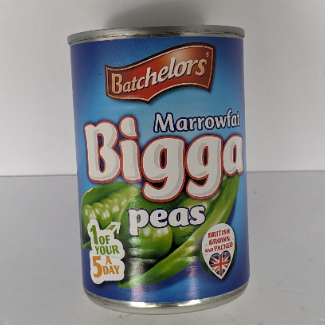 Batchelors
Marrowfat
Bigga
peas
1 OF
YOUR
5 A
DAY
BRITISH
GROWN
AND PACKED